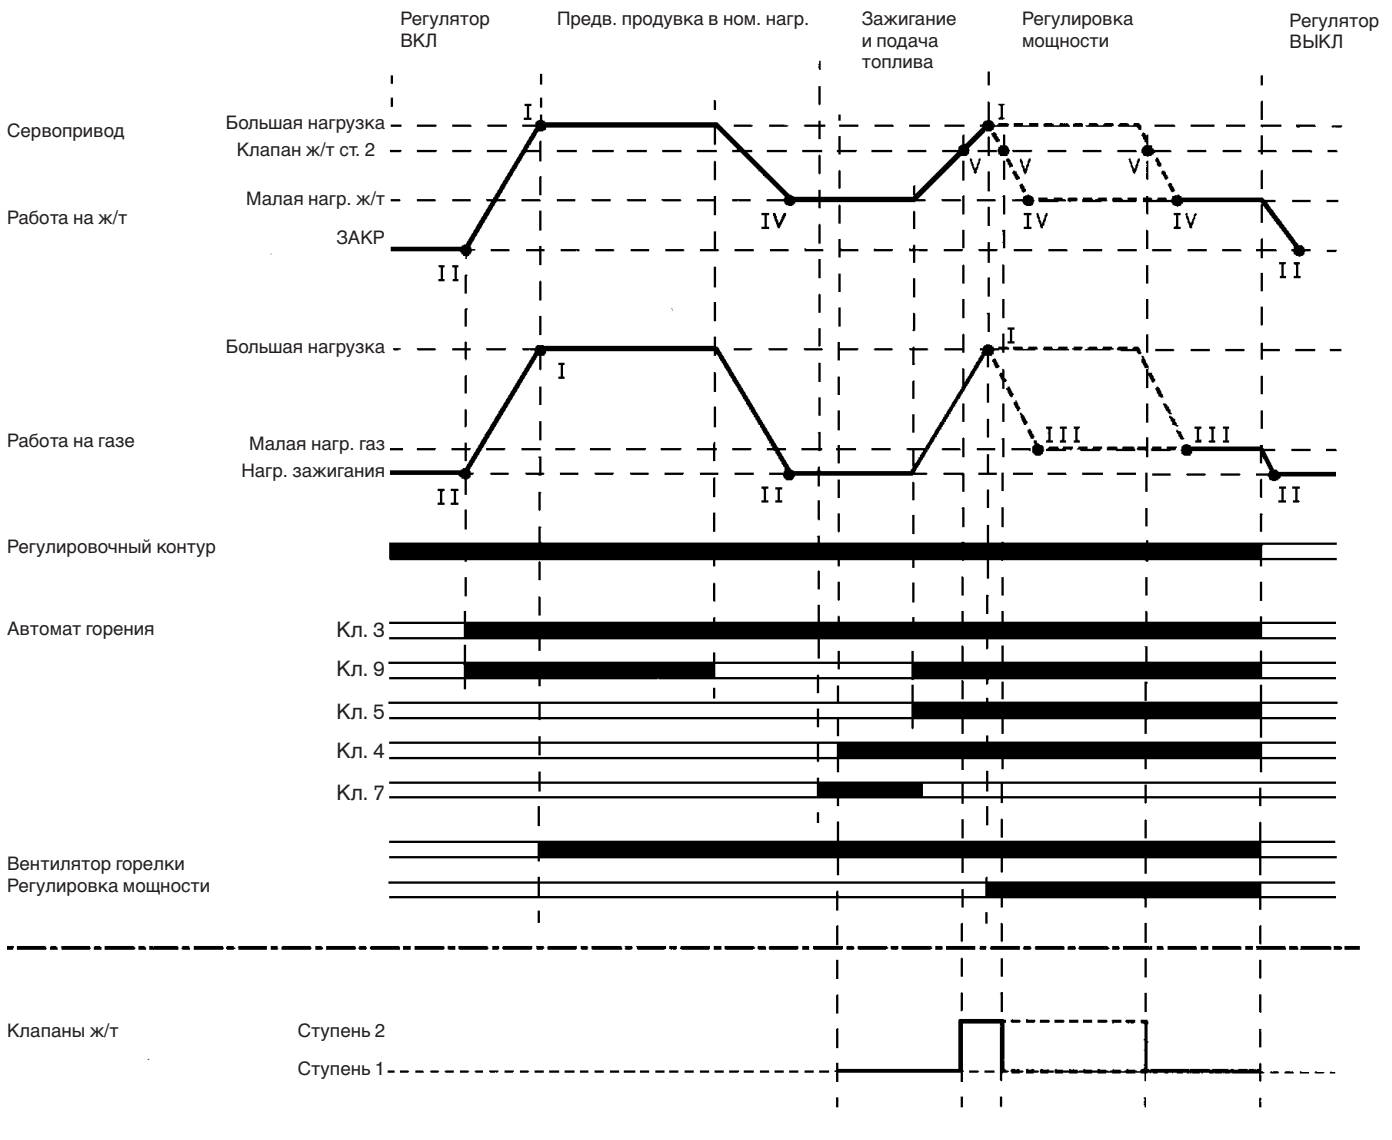 Регулятор
ВКЛ
Предв. продувка в ном. нагр.
Зажигание
и подача
топлива
Регулировка
мощности
Регулятор
ВЫКЛ
Сервопривод
Большая нагрузка
I
I
Клапан ж/т ст. 2
V
V
V
Работа на ж/т
Малая нагр. ж/т
IV
IV
IV
ЗАКР
II
II
Большая нагрузка
I
I
Работа на газе
Малая нагр. газ
III
III
Нагр. зажигания
II
II
II
Регулировочный контур
Автомат горения
Кл. 3
Кл. 9
Кл. 5
Кл. 4
Кл. 7
Вентилятор горелки
Регулировка мощности
Клапаны ж/т
Ступень 2
Ступень 1